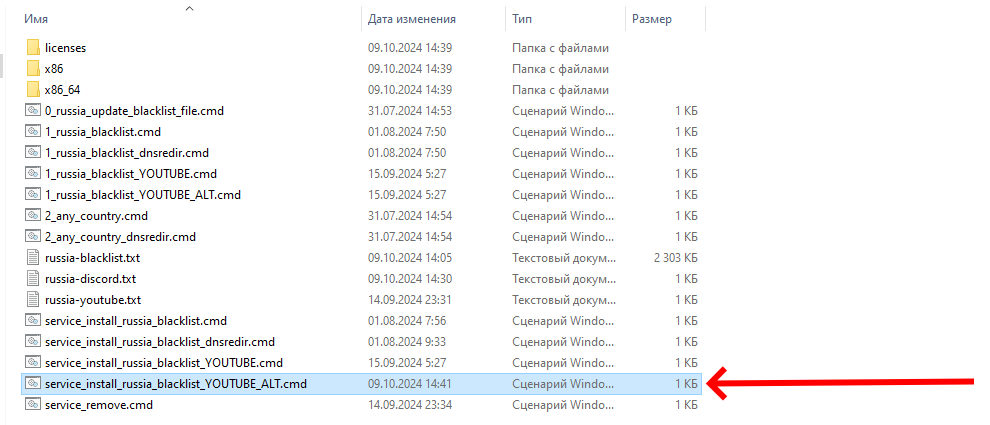 Имя Дата изменения Тип Размер
licenses 09.10.2024 14:39 Папка с файлами
x86 09.10.2024 14:39 Папка с файлами
x86_64 09.10.2024 14:39 Папка с файлами
0_russia_update_blacklist_file.cmd 31.07.2024 14:53 Сценарий Windo... 1 КБ
1_russia_blacklist.cmd 01.08.2024 7:50 Сценарий Windo... 1 КБ
1_russia_blacklist_dnsredir.cmd 01.08.2024 7:50 Сценарий Windo... 1 КБ
1_russia_blacklist_YOUTUBE.cmd 15.09.2024 5:27 Сценарий Windo... 1 КБ
1_russia_blacklist_YOUTUBE_ALT.cmd 15.09.2024 5:27 Сценарий Windo... 1 КБ
2_any_country.cmd 31.07.2024 14:54 Сценарий Windo... 1 КБ
2_any_country_dnsredir.cmd 31.07.2024 14:54 Сценарий Windo... 1 КБ
russia-blacklist.txt 09.10.2024 14:05 Текстовый докум... 2 303 КБ
russia-discord.txt 09.10.2024 14:30 Текстовый докум... 1 КБ
russia-youtube.txt 14.09.2024 23:31 Текстовый докум... 1 КБ
service_install_russia_blacklist.cmd 01.08.2024 7:56 Сценарий Windo... 1 КБ
service_install_russia_blacklist_dnsredir.cmd 01.08.2024 9:33 Сценарий Windo... 1 КБ
service_install_russia_blacklist_YOUTUBE.cmd 15.09.2024 5:27 Сценарий Windo... 1 КБ
service_install_russia_blacklist_YOUTUBE_ALT.cmd 09.10.2024 14:41 Сценарий Windo... 1 КБ
service_remove.cmd 14.09.2024 23:34 Сценарий Windo... 1 КБ